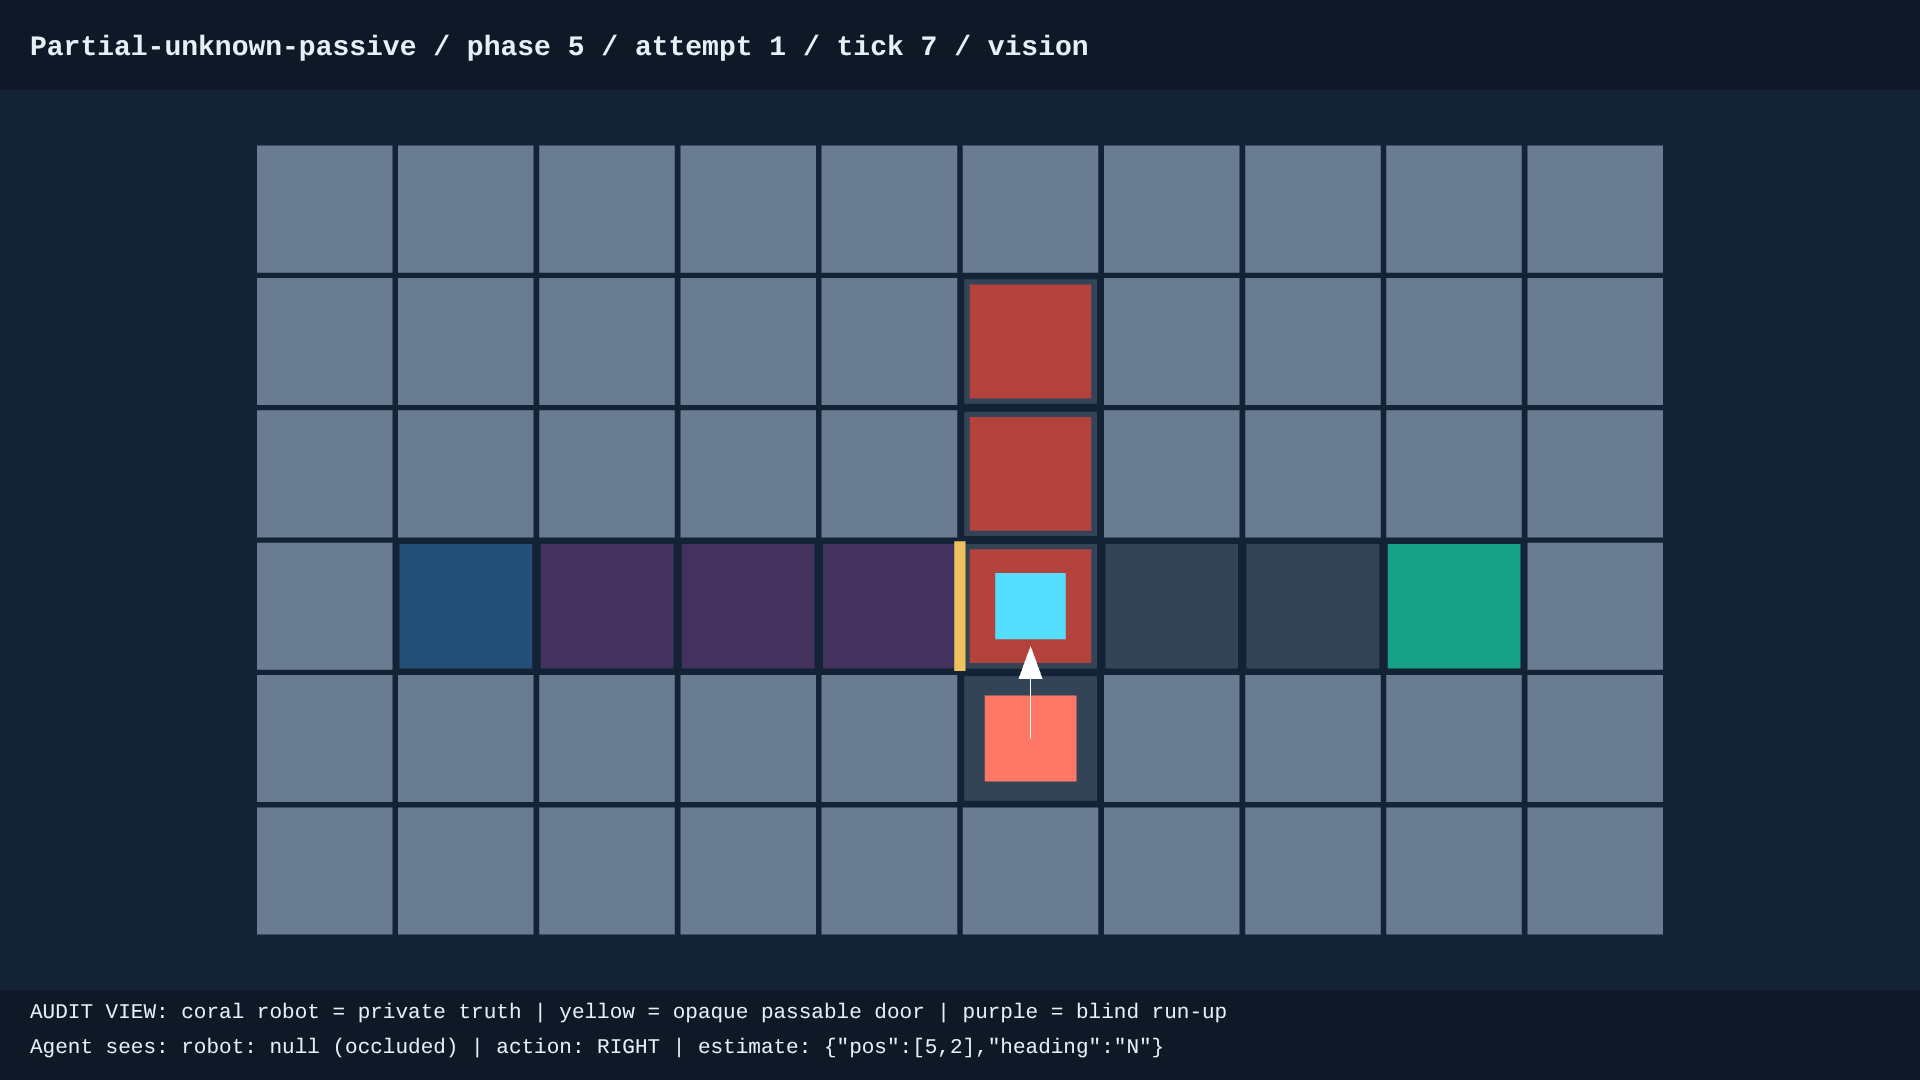 Partial-unknown-passive / phase 5 / attempt 1 / tick 7 / vision
AUDIT VIEW: coral robot = private truth | yellow = opaque passable door | purple = blind run-up
Agent sees: robot: null (occluded) | action: RIGHT | estimate: {"pos":[5,2],"heading":"N"}